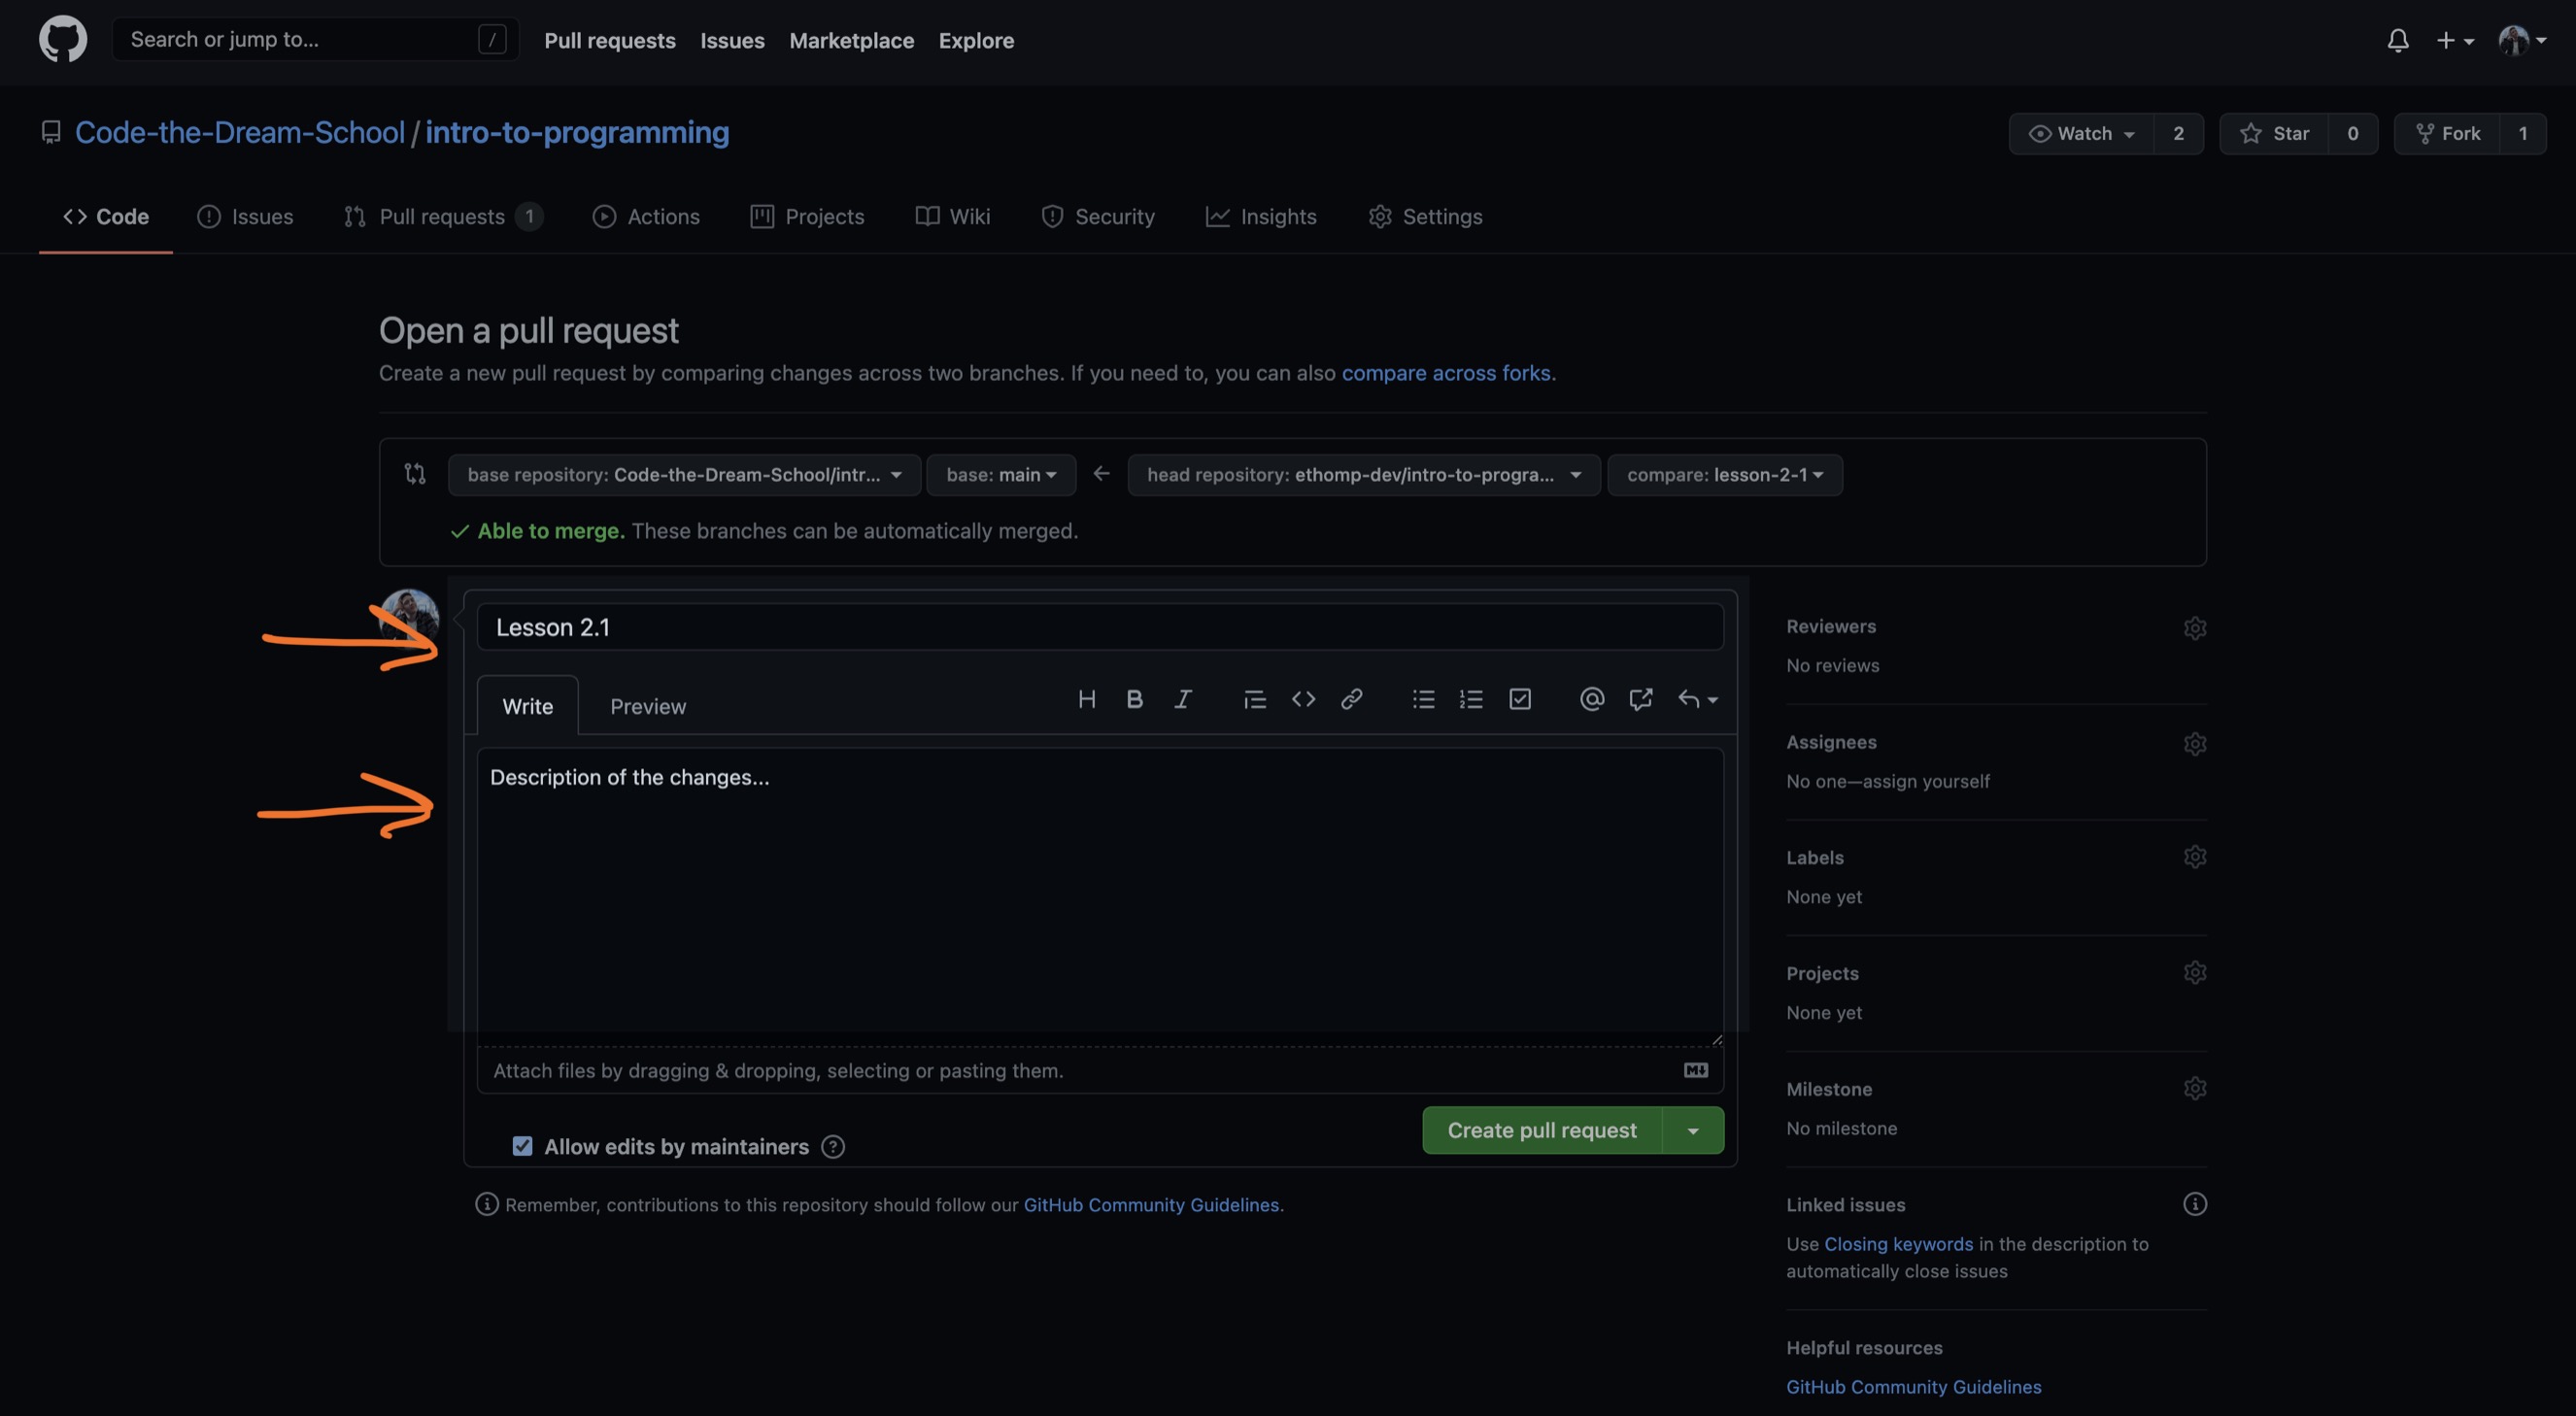 Search or jump to... / Pull requests Issues Marketplace Explore
Code-the-Dream-School / intro-to-programming Watch 2 Star 0 Fork 1
Code Issues Pull requests 1 Actions Projects Wiki Security Insights Settings
Open a pull request
Create a new pull request by comparing changes across two branches. If you need to, you can also compare across forks.
base repository: Code-the-Dream-School/intr... base: main head repository: ethomp-dev/intro-to-progra... compare: lesson-2-1
Able to merge. These branches can be automatically merged.
Lesson 2.1
Write Preview
Description of the changes...
Attach files by dragging & dropping, selecting or pasting them.
Allow edits by maintainers
Create pull request
Remember, contributions to this repository should follow our GitHub Community Guidelines.
Reviewers
No reviews
Assignees
No one—assign yourself
Labels
None yet
Projects
None yet
Milestone
No milestone
Linked issues
Use Closing keywords in the description to
automatically close issues
Helpful resources
GitHub Community Guidelines